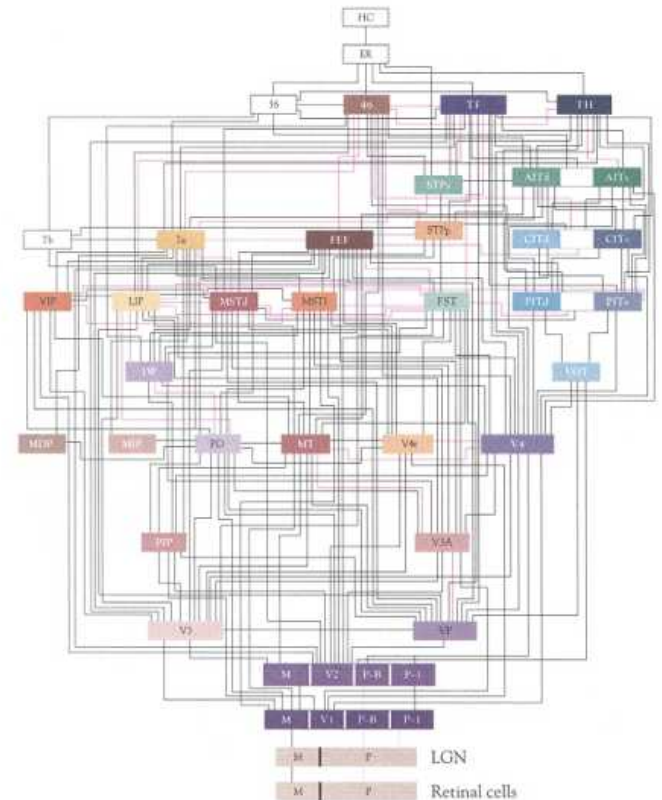 HC
ER
36 46 TF TH
STPa AITd AITv
7b 7a FEF STPp CITd CITv
VIP LIP MSTd MSTl FST PITd PITv
DP VOT
MDP MIP PO MT V4t V4
PIP V3A
V3 VP
M V2 P-B P-I
M V1 P-B P-I
M P LGN
M P Retinal cells